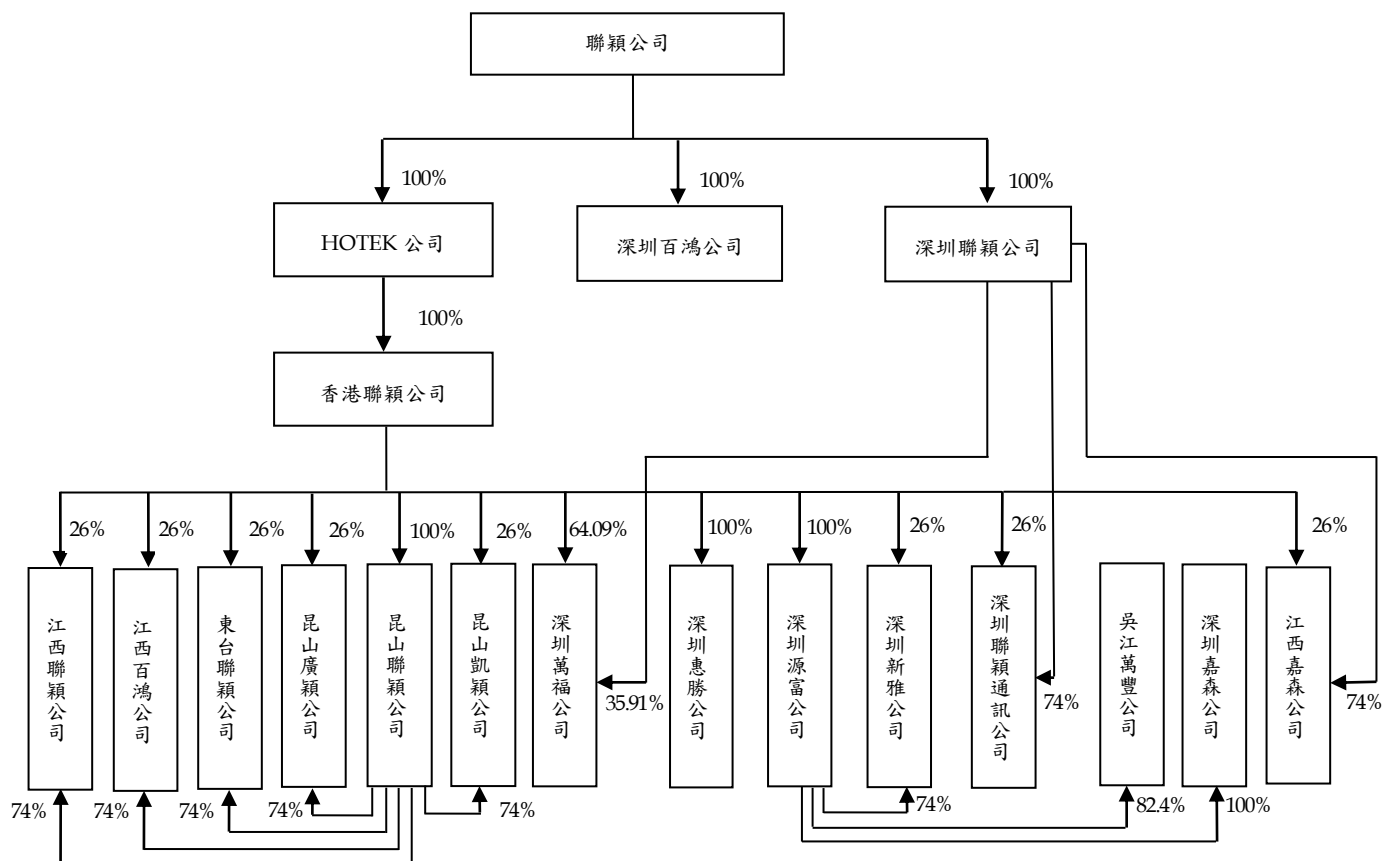 聯穎公司
100%
100%
100%
HOTEK 公司
深圳百鴻公司
深圳聯穎公司
100%
香港聯穎公司
26%
26%
26%
26%
100%
26%
64.09%
100%
100%
26%
26%
26%
江西聯穎公司
江西百鴻公司
東台聯穎公司
昆山廣穎公司
昆山聯穎公司
昆山凱穎公司
深圳萬福公司
深圳惠勝公司
深圳源富公司
深圳新雅公司
深圳聯穎通訊公司
吳江萬豐公司
深圳嘉森公司
江西嘉森公司
35.91%
74%
74%
74%
74%
74%
74%
74%
74%
82.4%
100%